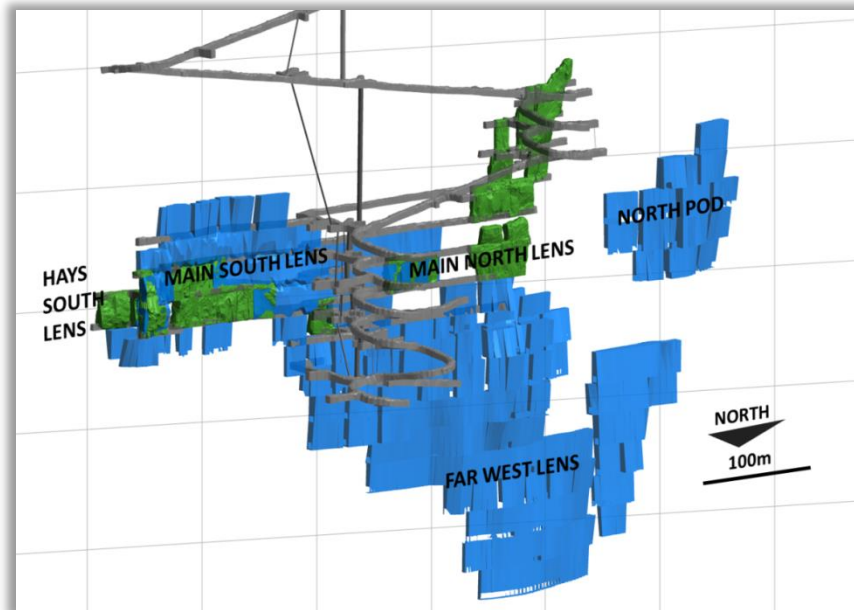 NORTH POD
MAIN SOUTH LENS
MAIN NORTH LENS
HAYS
SOUTH
LENS
NORTH
100m
FAR WEST LENS